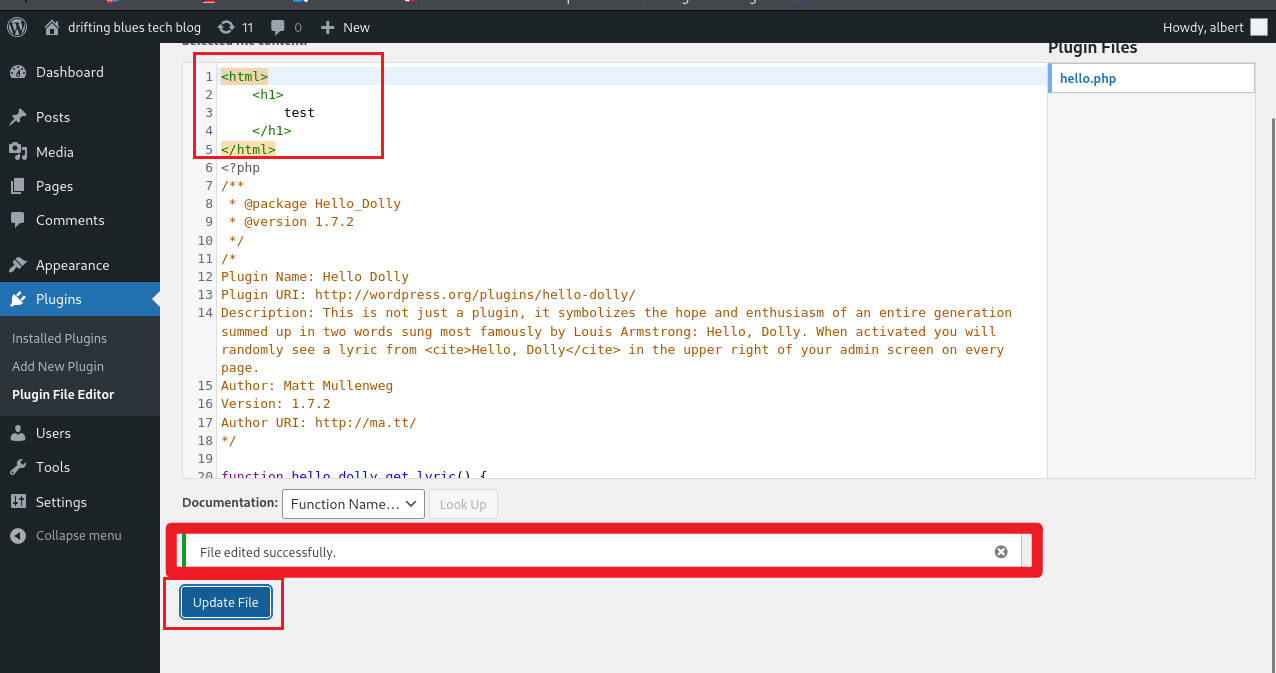 drifting blues tech blog 11 0 New Howdy, albert
Dashboard
Posts
Media
Pages
Comments
Appearance
Plugins
Installed Plugins
Add New Plugin
Plugin File Editor
Users
Tools
Settings
Collapse menu
Selected file content:
1 <html>
2     <h1>
3         test
4     </h1>
5 </html>
6 <?php
7 /**
8  * @package Hello_Dolly
9  * @version 1.7.2
10  */
11 /*
12 Plugin Name: Hello Dolly
13 Plugin URI: http://wordpress.org/plugins/hello-dolly/
14 Description: This is not just a plugin, it symbolizes the hope and enthusiasm of an entire generation
summed up in two words sung most famously by Louis Armstrong: Hello, Dolly. When activated you will
randomly see a lyric from <cite>Hello, Dolly</cite> in the upper right of your admin screen on every
page.
15 Author: Matt Mullenweg
16 Version: 1.7.2
17 Author URI: http://ma.tt/
18 */
19
20 function hello_dolly_get_lyric() {
Plugin Files
hello.php
Documentation: Function Name... Look Up
File edited successfully.
Update File